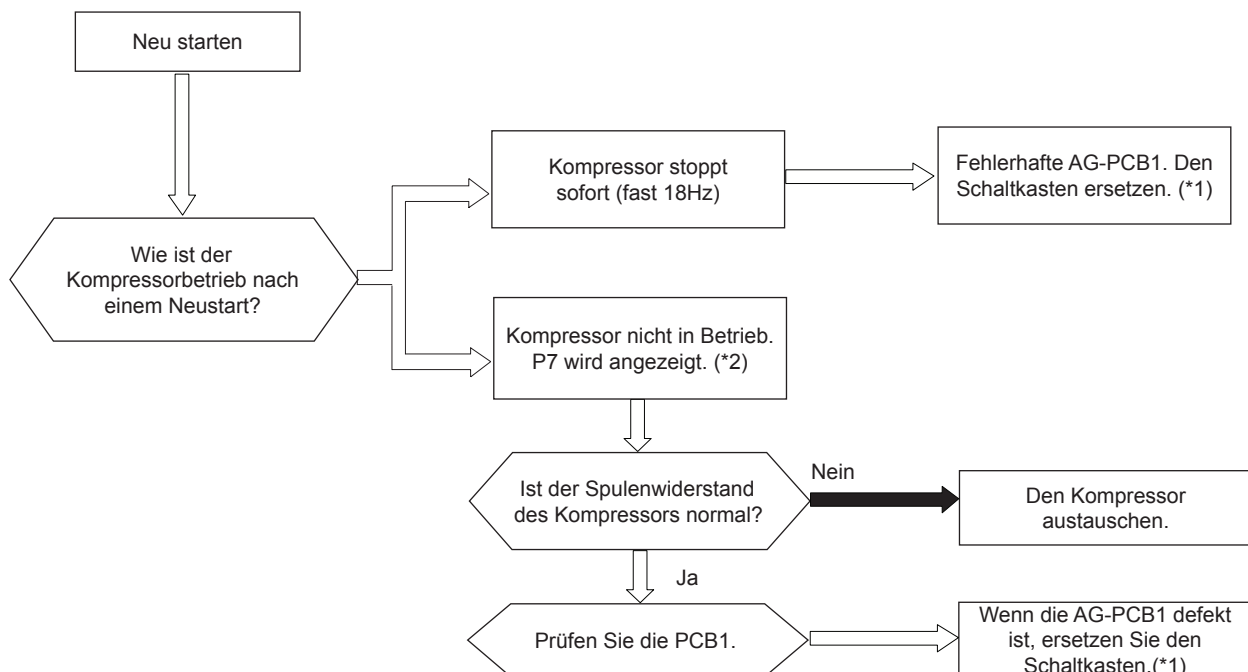 Neu starten
Kompressor stoppt
sofort (fast 18Hz)
Fehlerhafte AG-PCB1. Den
Schaltkasten ersetzen. (*1)
Wie ist der
Kompressorbetrieb nach
einem Neustart?
Kompressor nicht in Betrieb.
P7 wird angezeigt. (*2)
Ist der Spulenwiderstand
des Kompressors normal?
Nein
Den Kompressor
austauschen.
Ja
Prüfen Sie die PCB1.
Wenn die AG-PCB1 defekt
ist, ersetzen Sie den
Schaltkasten.(*1)